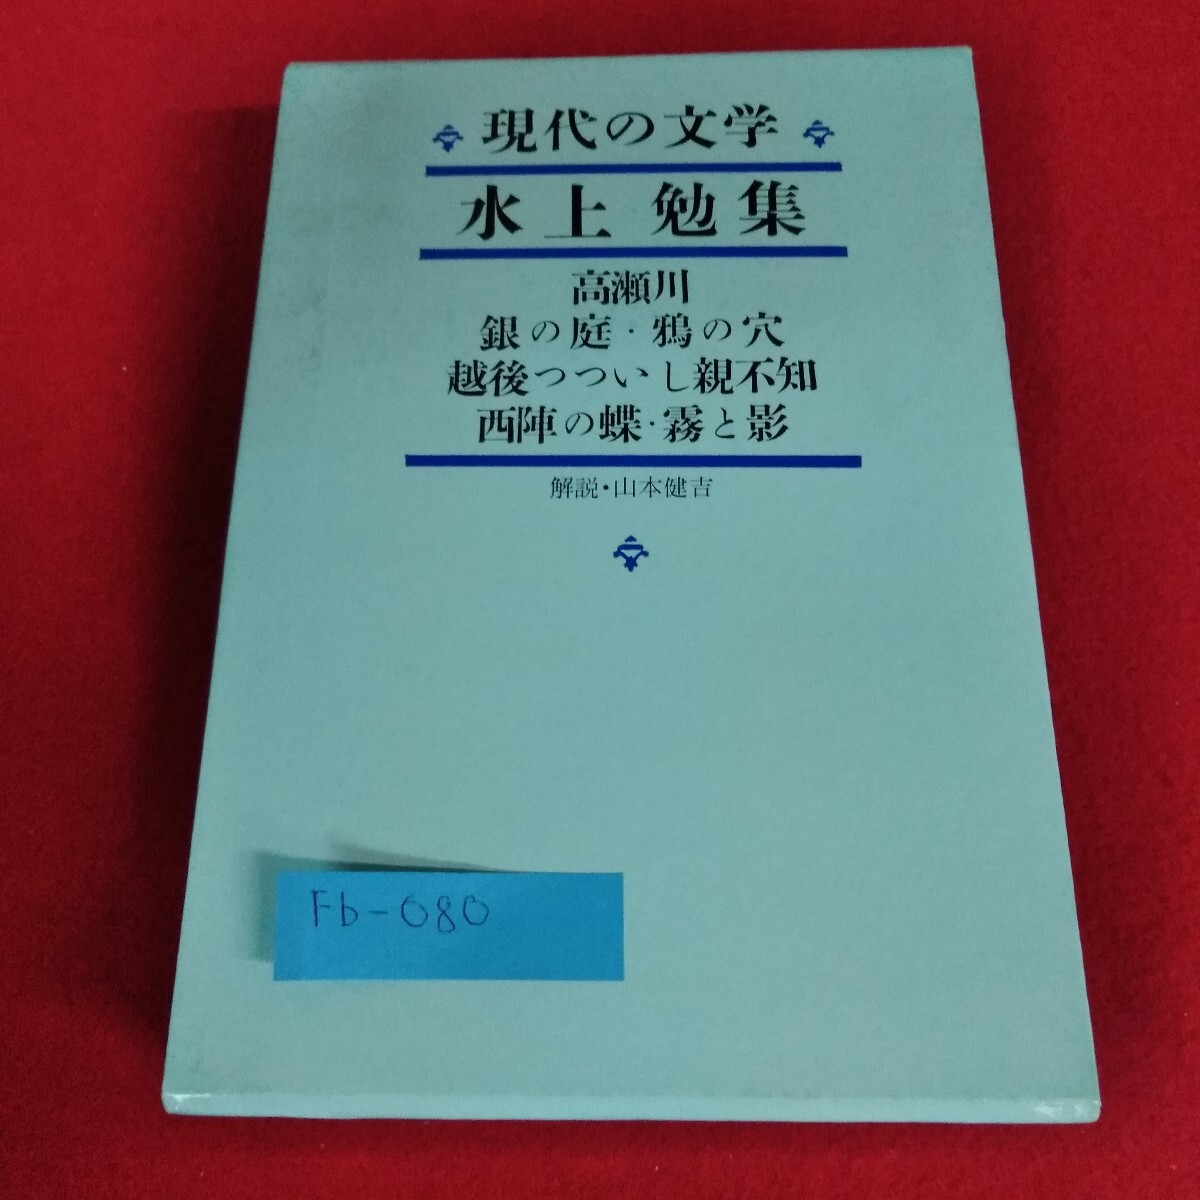 現代の文学
水上勉集
高瀬川
銀の庭・鴉の穴
越後つついし親不知
西陣の蝶・霧と影
解説・山本健吉
Fb-080